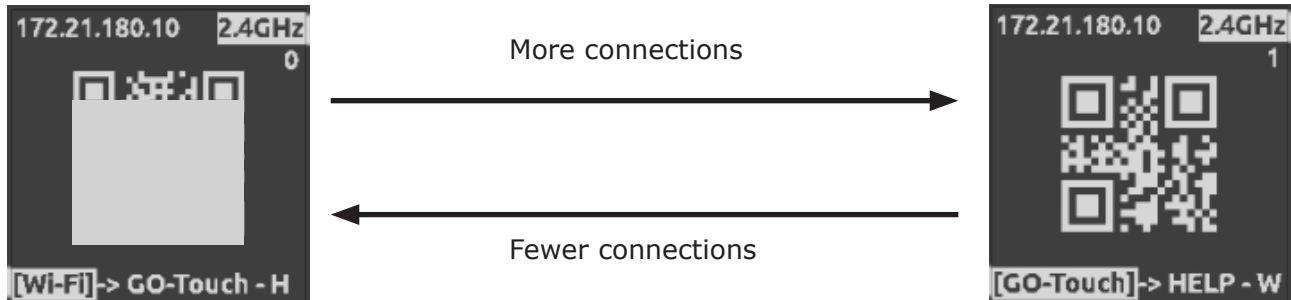 172.21.180.10 2.4GHz
0
[Wi-Fi]-> GO-Touch - H
More connections
Fewer connections
172.21.180.10 2.4GHz
1
[GO-Touch]-> HELP - W